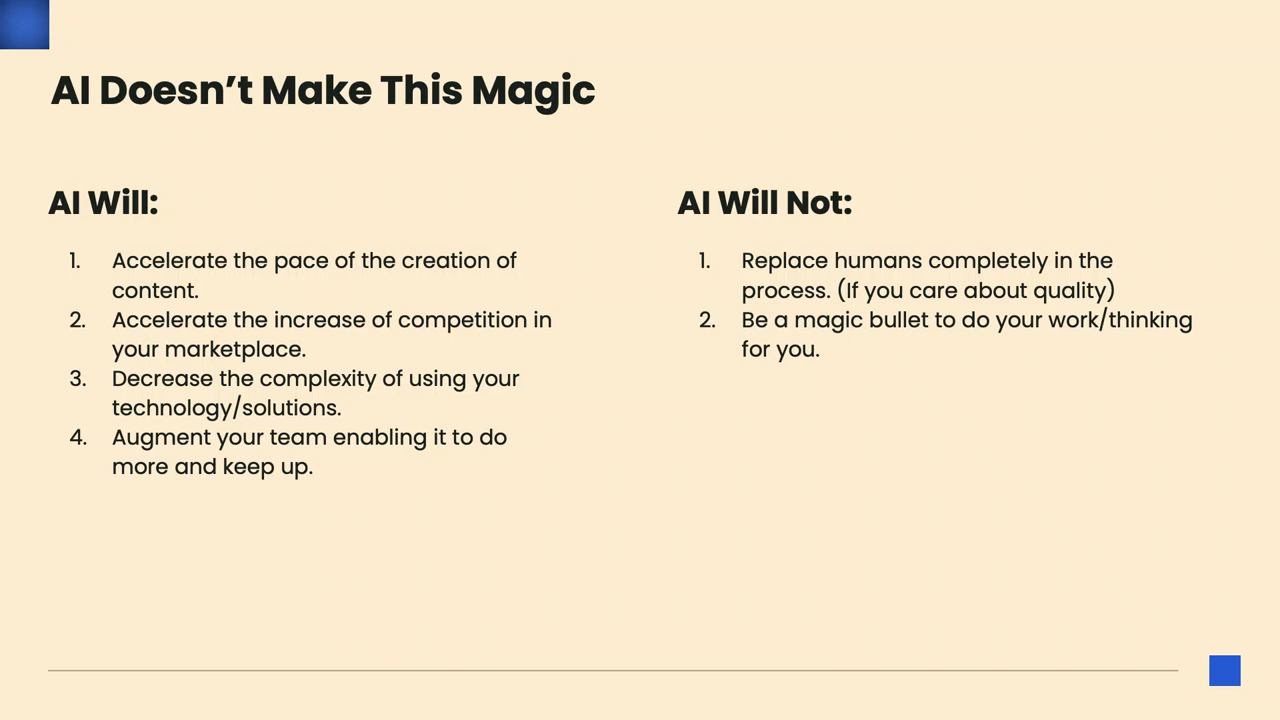 AI Doesn’t Make This Magic
AI Will:
1. Accelerate the pace of the creation of
content.
2. Accelerate the increase of competition in
your marketplace.
3. Decrease the complexity of using your
technology/solutions.
4. Augment your team enabling it to do
more and keep up.
AI Will Not:
1. Replace humans completely in the
process. (If you care about quality)
2. Be a magic bullet to do your work/thinking
for you.